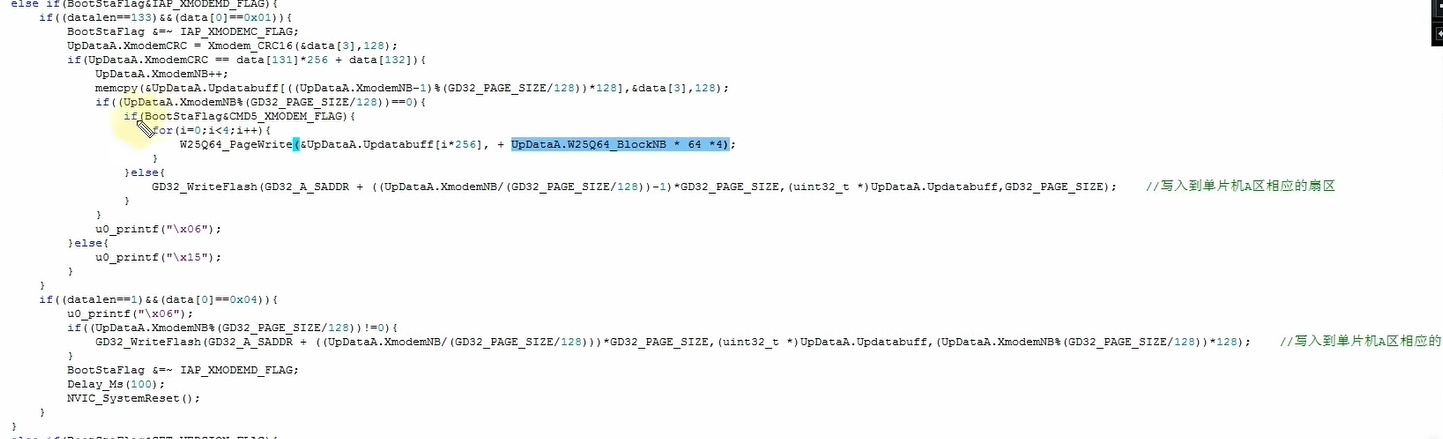 else if(BootStaFlag&IAP_XMODEMD_FLAG){
if((datalen==133)&&(data[0]==0x01)){
BootStaFlag &=~ IAP_XMODEMC_FLAG;
UpDataA.XmodemCRC = Xmodem_CRC16(&data[3],128);
if(UpDataA.XmodemCRC == data[131]*256 + data[132]){
UpDataA.XmodemNB++;
memcpy(&UpDataA.Updatabuff[((UpDataA.XmodemNB-1)%(GD32_PAGE_SIZE/128))*128],&data[3],128);
if((UpDataA.XmodemNB%(GD32_PAGE_SIZE/128))==0){
if(BootStaFlag&CMD5_XMODEM_FLAG){
for(i=0;i<4;i++){
W25Q64_PageWrite(&UpDataA.Updatabuff[i*256], + UpDataA.W25Q64_BlockNB * 64 *4);
}
}else{
GD32_WriteFlash(GD32_A_SADDR + ((UpDataA.XmodemNB/(GD32_PAGE_SIZE/128))-1)*GD32_PAGE_SIZE,(uint32_t *)UpDataA.Updatabuff,GD32_PAGE_SIZE); //写入到单片机A区相应的扇区
}
}
u0_printf("\x06");
}else{
u0_printf("\x15");
}
}
if((datalen==1)&&(data[0]==0x04)){
u0_printf("\x06");
if((UpDataA.XmodemNB%(GD32_PAGE_SIZE/128))!=0){
GD32_WriteFlash(GD32_A_SADDR + ((UpDataA.XmodemNB/(GD32_PAGE_SIZE/128)))*GD32_PAGE_SIZE,(uint32_t *)UpDataA.Updatabuff,(UpDataA.XmodemNB%(GD32_PAGE_SIZE/128))*128); //写入到单片机A区相应的
}
BootStaFlag &=~ IAP_XMODEMD_FLAG;
Delay_Ms(100);
NVIC_SystemReset();
}
}